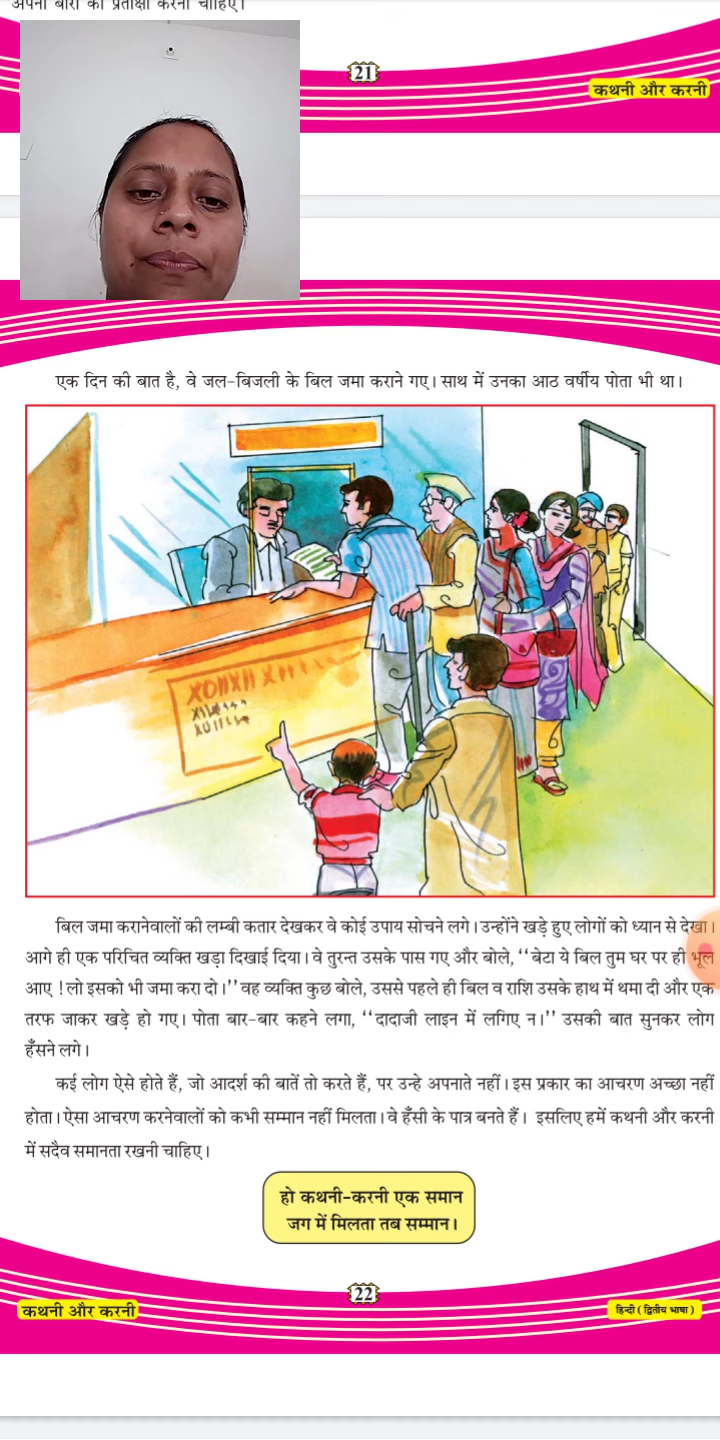 अपनी बारी की प्रतीक्षा करनी चाहिए।
21
कथनी और करनी
एक दिन की बात है, वे जल-बिजली के बिल जमा कराने गए। साथ में उनका आठ वर्षीय पोता भी था।
बिल जमा करानेवालों की लम्बी कतार देखकर वे कोई उपाय सोचने लगे। उन्होंने खड़े हुए लोगों को ध्यान से देखा।
आगे ही एक परिचित व्यक्ति खड़ा दिखाई दिया। वे तुरन्त उसके पास गए और बोले, ‘‘बेटा ये बिल तुम घर पर ही भूल
आए ! लो इसको भी जमा करा दो।’’ वह व्यक्ति कुछ बोले, उससे पहले ही बिल व राशि उसके हाथ में थमा दी और एक
तरफ जाकर खड़े हो गए। पोता बार-बार कहने लगा, ‘‘दादाजी लाइन में लगिए न।’’ उसकी बात सुनकर लोग
हँसने लगे।
कई लोग ऐसे होते हैं, जो आदर्श की बातें तो करते हैं, पर उन्हे अपनाते नहीं। इस प्रकार का आचरण अच्छा नहीं
होता। ऐसा आचरण करनेवालों को कभी सम्मान नहीं मिलता। वे हँसी के पात्र बनते हैं। इसलिए हमें कथनी और करनी
में सदैव समानता रखनी चाहिए।
हो कथनी-करनी एक समान
जग में मिलता तब सम्मान।
22
कथनी और करनी
हिन्दी ( द्वितीय भाषा )